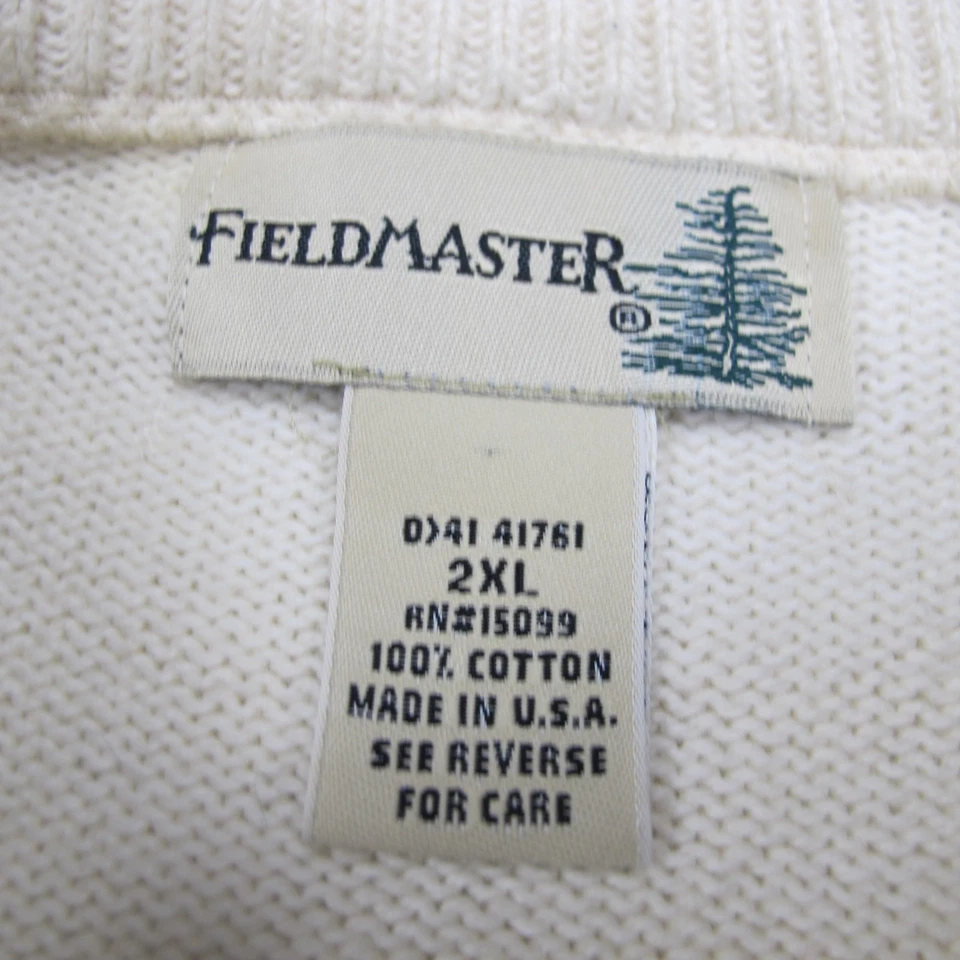 FIELDMASTER
®
D)41 41761
2XL
RN#15099
100% COTTON
MADE IN U.S.A.
SEE REVERSE
FOR CARE